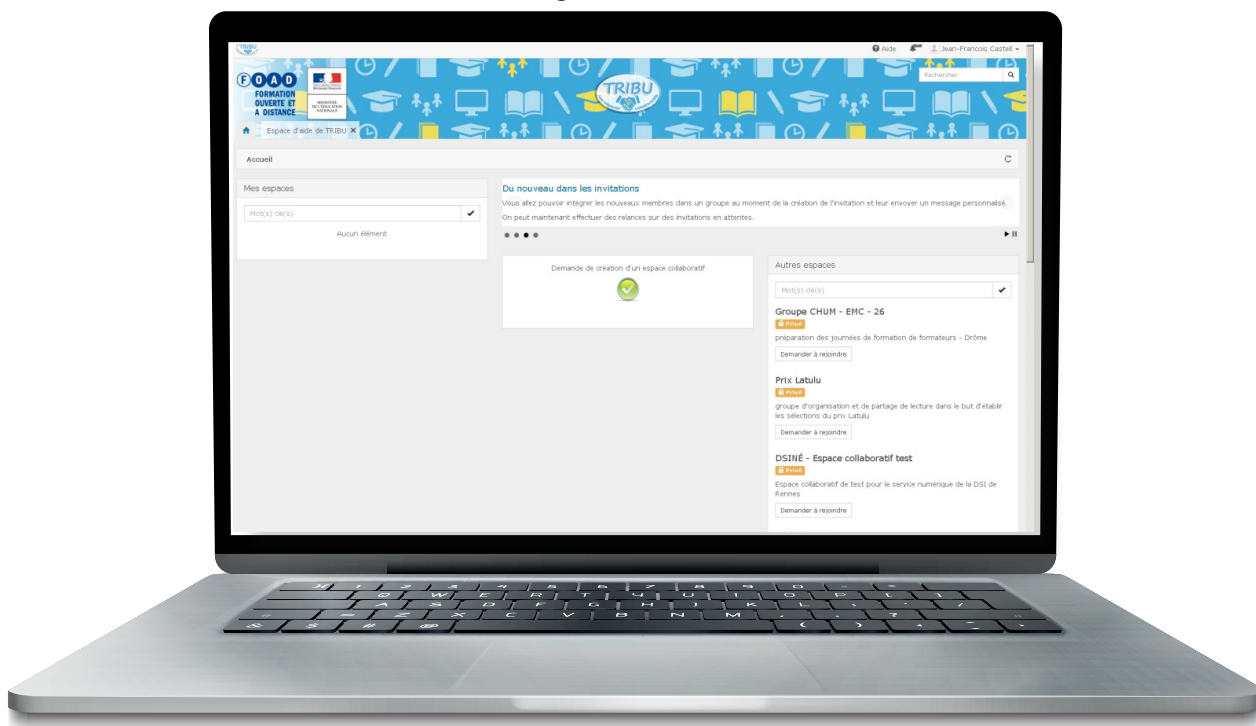 TRIBU
Aide
Jean-Francois Castell
FOAD
FORMATION
OUVERTE ET
A DISTANCE
MINISTÈRE
DE L'ÉDUCATION
NATIONALE
TRIBU
Rechercher
Espace d'aide de TRIBU
Accueil
Mes espaces
Mot(s) clé(s)
Aucun élément
Du nouveau dans les invitations
Vous allez pouvoir intégrer les nouveaux membres dans un groupe au moment de la création de l'invitation et leur envoyer un message personnalisé.
On peut maintenant effectuer des relances sur des invitations en attentes.
Demande de création d'un espace collaboratif
Autres espaces
Mot(s) clé(s)
Groupe CHUM - EMC - 26
Privé
préparation des journées de formation de formateurs - Drôme
Demander à rejoindre
Prix Latulu
Privé
groupe d'organisation et de partage de lecture dans le but d'établir
les sélections du prix Latulu
Demander à rejoindre
DSINÉ - Espace collaboratif test
Privé
Espace collaboratif de test pour le service numérique de la DSI de
Rennes
Demander à rejoindre